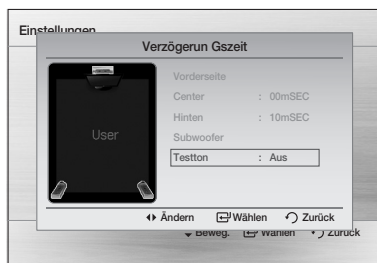 Einstellungen
Verzögerun Gszeit
Vorderseite
Center : 00mSEC
Hinten : 10mSEC
Subwoofer
Testton : Aus
User
Ändern Wählen Zurück
Beweg. Wählen Zurück